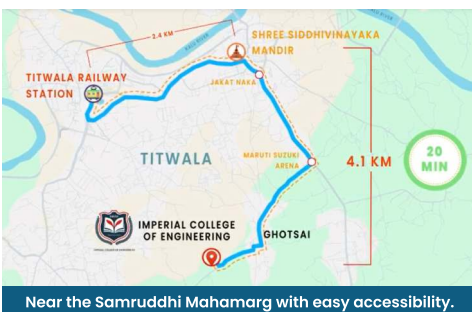 2.4 KM
SHREE SIDDHIVINAYAKA
MANDIR
TITWALA RAILWAY
STATION
JAKAT NAKA
TITWALA
MARUTI SUZUKI
ARENA
4.1 KM
20
MIN
IMPERIAL COLLEGE
OF ENGINEERING
GHOTSAI
Near the Samruddhi Mahamarg with easy accessibility.